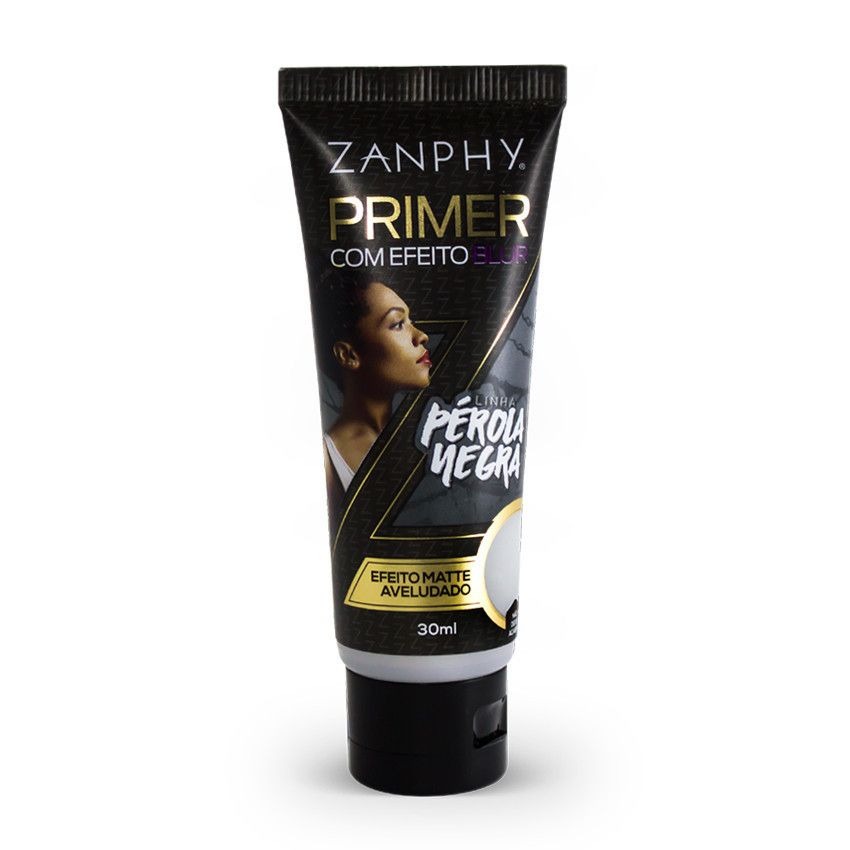 ZANPHY®
PRIMER
COM EFEITO BLUR
LINHA
PÉROLA
NEGRA
EFEITO MATTE
AVELUDADO
30ml